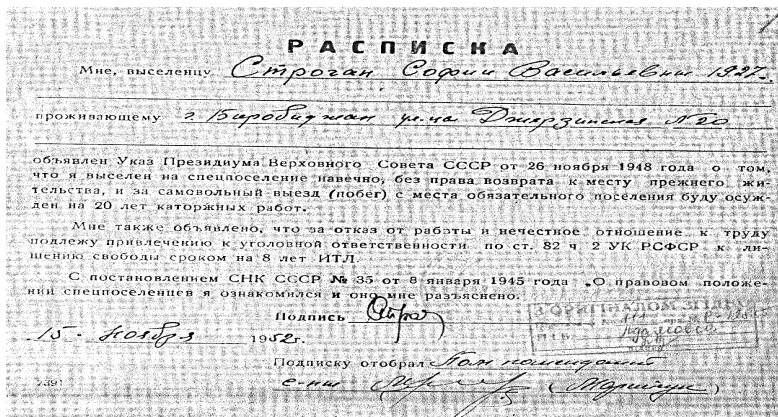 РАСПИСКА
Мне, выселенцу Строган Софии Васильевны 1927
проживающему г. Биробиджан ул-ца Джерзинская №20
объявлен Указ Президиума Верховного Совета СССР от 26 ноября 1948 года о том,
что я выселен на спецпоселение навечно, без права возврата к месту прежнего жи-
тельства, и за самовольный выезд (побег) с места обязательного поселения буду осуж-
ден на 20 лет каторжных работ.
Мне также объявлено, что за отказ от работы и нечестное отношение к труду
подлежу привлечению к уголовной ответственности по ст. 82 ч 2 УК РСФСР к ли-
шению свободы сроком на 8 лет ИТЛ.
С постановлением СНК СССР № 35 от 8 января 1945 года „О правовом положе-
нии спецпоселенцев я ознакомился и оно мне разъяснено.
Подпись
15 ноября 1952 г.
Подписку отобрал Пом коменданта